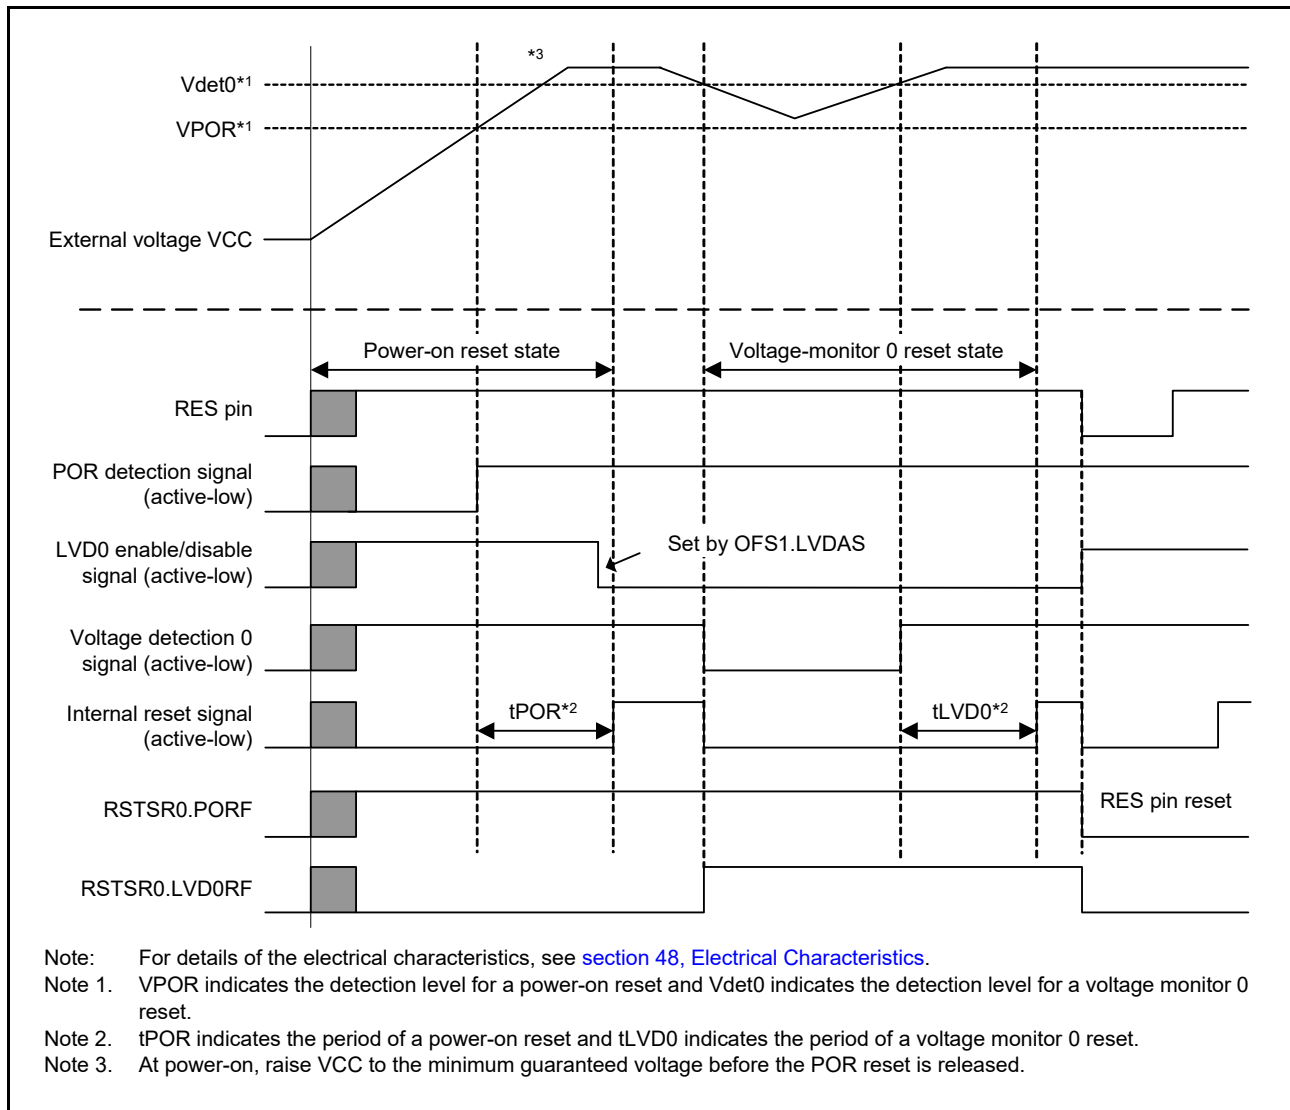 *3
Vdet0*1
VPOR*1
External voltage VCC
Power-on reset state
Voltage-monitor 0 reset state
RES pin
POR detection signal
(active-low)
LVD0 enable/disable
signal (active-low)
Set by OFS1.LVDAS
Voltage detection 0
signal (active-low)
Internal reset signal
(active-low)
tPOR*2
tLVD0*2
RSTSR0.PORF
RES pin reset
RSTSR0.LVD0RF
Note: For details of the electrical characteristics, see section 48, Electrical Characteristics.
Note 1. VPOR indicates the detection level for a power-on reset and Vdet0 indicates the detection level for a voltage monitor 0
reset.
Note 2. tPOR indicates the period of a power-on reset and tLVD0 indicates the period of a voltage monitor 0 reset.
Note 3. At power-on, raise VCC to the minimum guaranteed voltage before the POR reset is released.